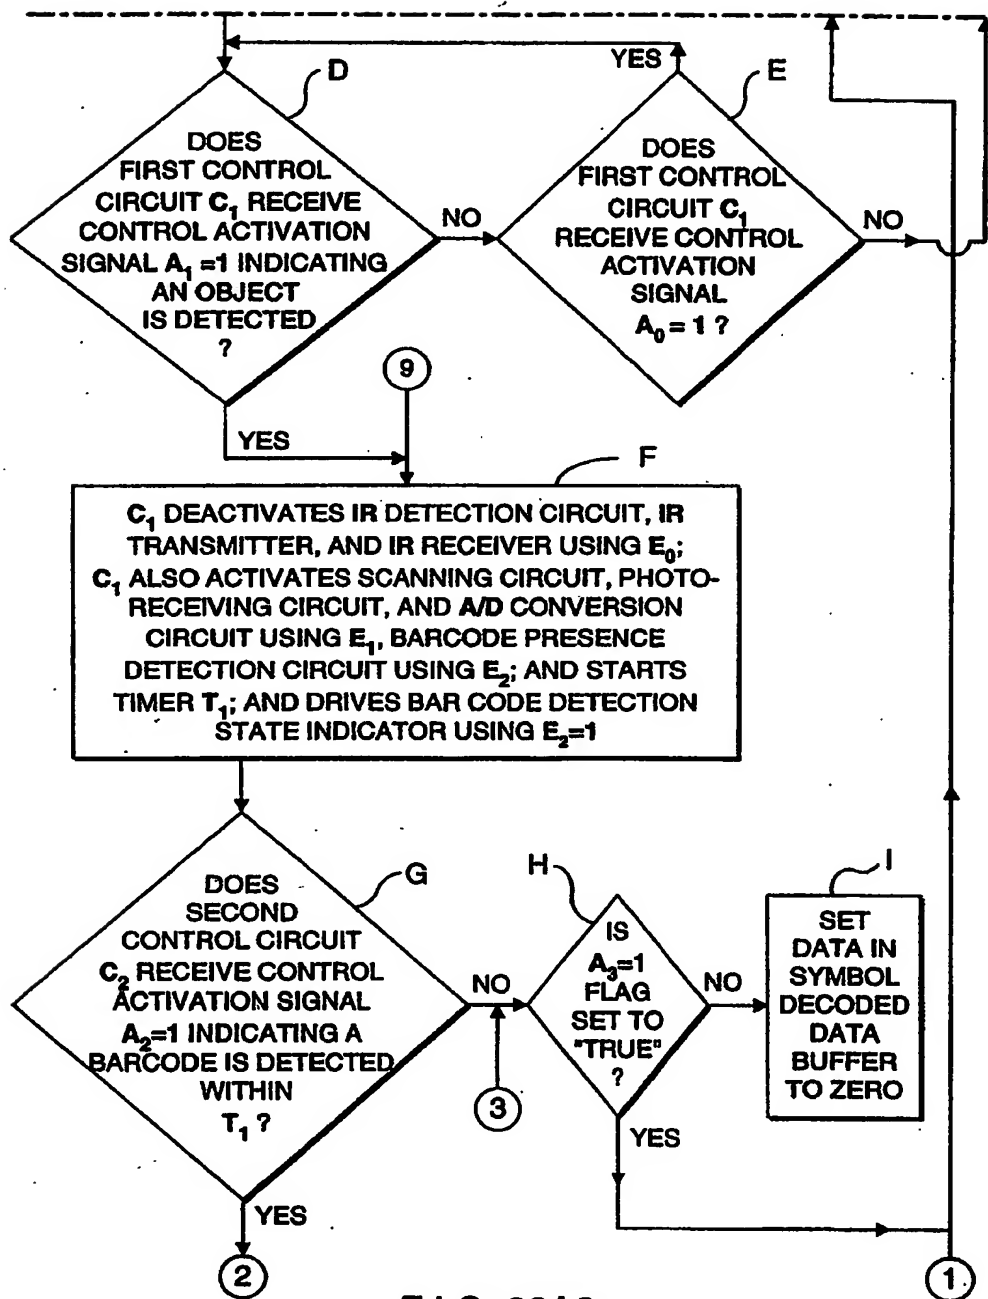 YES
D
E
DOES
FIRST CONTROL
CIRCUIT C₁ RECEIVE
CONTROL ACTIVATION
SIGNAL A₁ =1 INDICATING
AN OBJECT
IS DETECTED
?
NO
DOES
FIRST CONTROL
CIRCUIT C₁
RECEIVE CONTROL
ACTIVATION
SIGNAL
A₀ = 1 ?
NO
YES
9
F
C₁ DEACTIVATES IR DETECTION CIRCUIT, IR
TRANSMITTER, AND IR RECEIVER USING E₀;
C₁ ALSO ACTIVATES SCANNING CIRCUIT, PHOTO-
RECEIVING CIRCUIT, AND A/D CONVERSION
CIRCUIT USING E₁, BARCODE PRESENCE
DETECTION CIRCUIT USING E₂; AND STARTS
TIMER T₁; AND DRIVES BAR CODE DETECTION
STATE INDICATOR USING E₂=1
G
DOES
SECOND
CONTROL CIRCUIT
C₂ RECEIVE CONTROL
ACTIVATION SIGNAL
A₂=1 INDICATING A
BARCODE IS DETECTED
WITHIN
T₁ ?
NO
3
H
IS
A₃=1
FLAG
SET TO
"TRUE"
?
NO
I
SET
DATA IN
SYMBOL
DECODED
DATA
BUFFER
TO ZERO
YES
YES
2
1